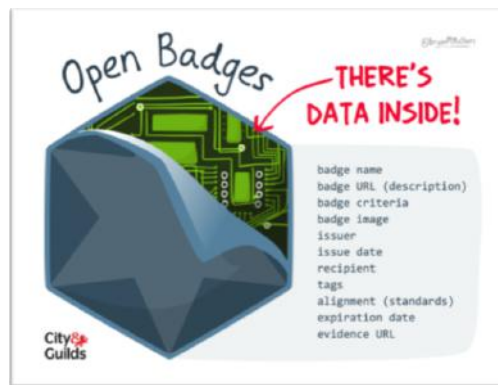 Open Badges
THERE'S
DATA INSIDE!
badge name
badge URL (description)
badge criteria
badge image
issuer
issue date
recipient
tags
alignment (standards)
expiration date
evidence URL
City&
Guilds